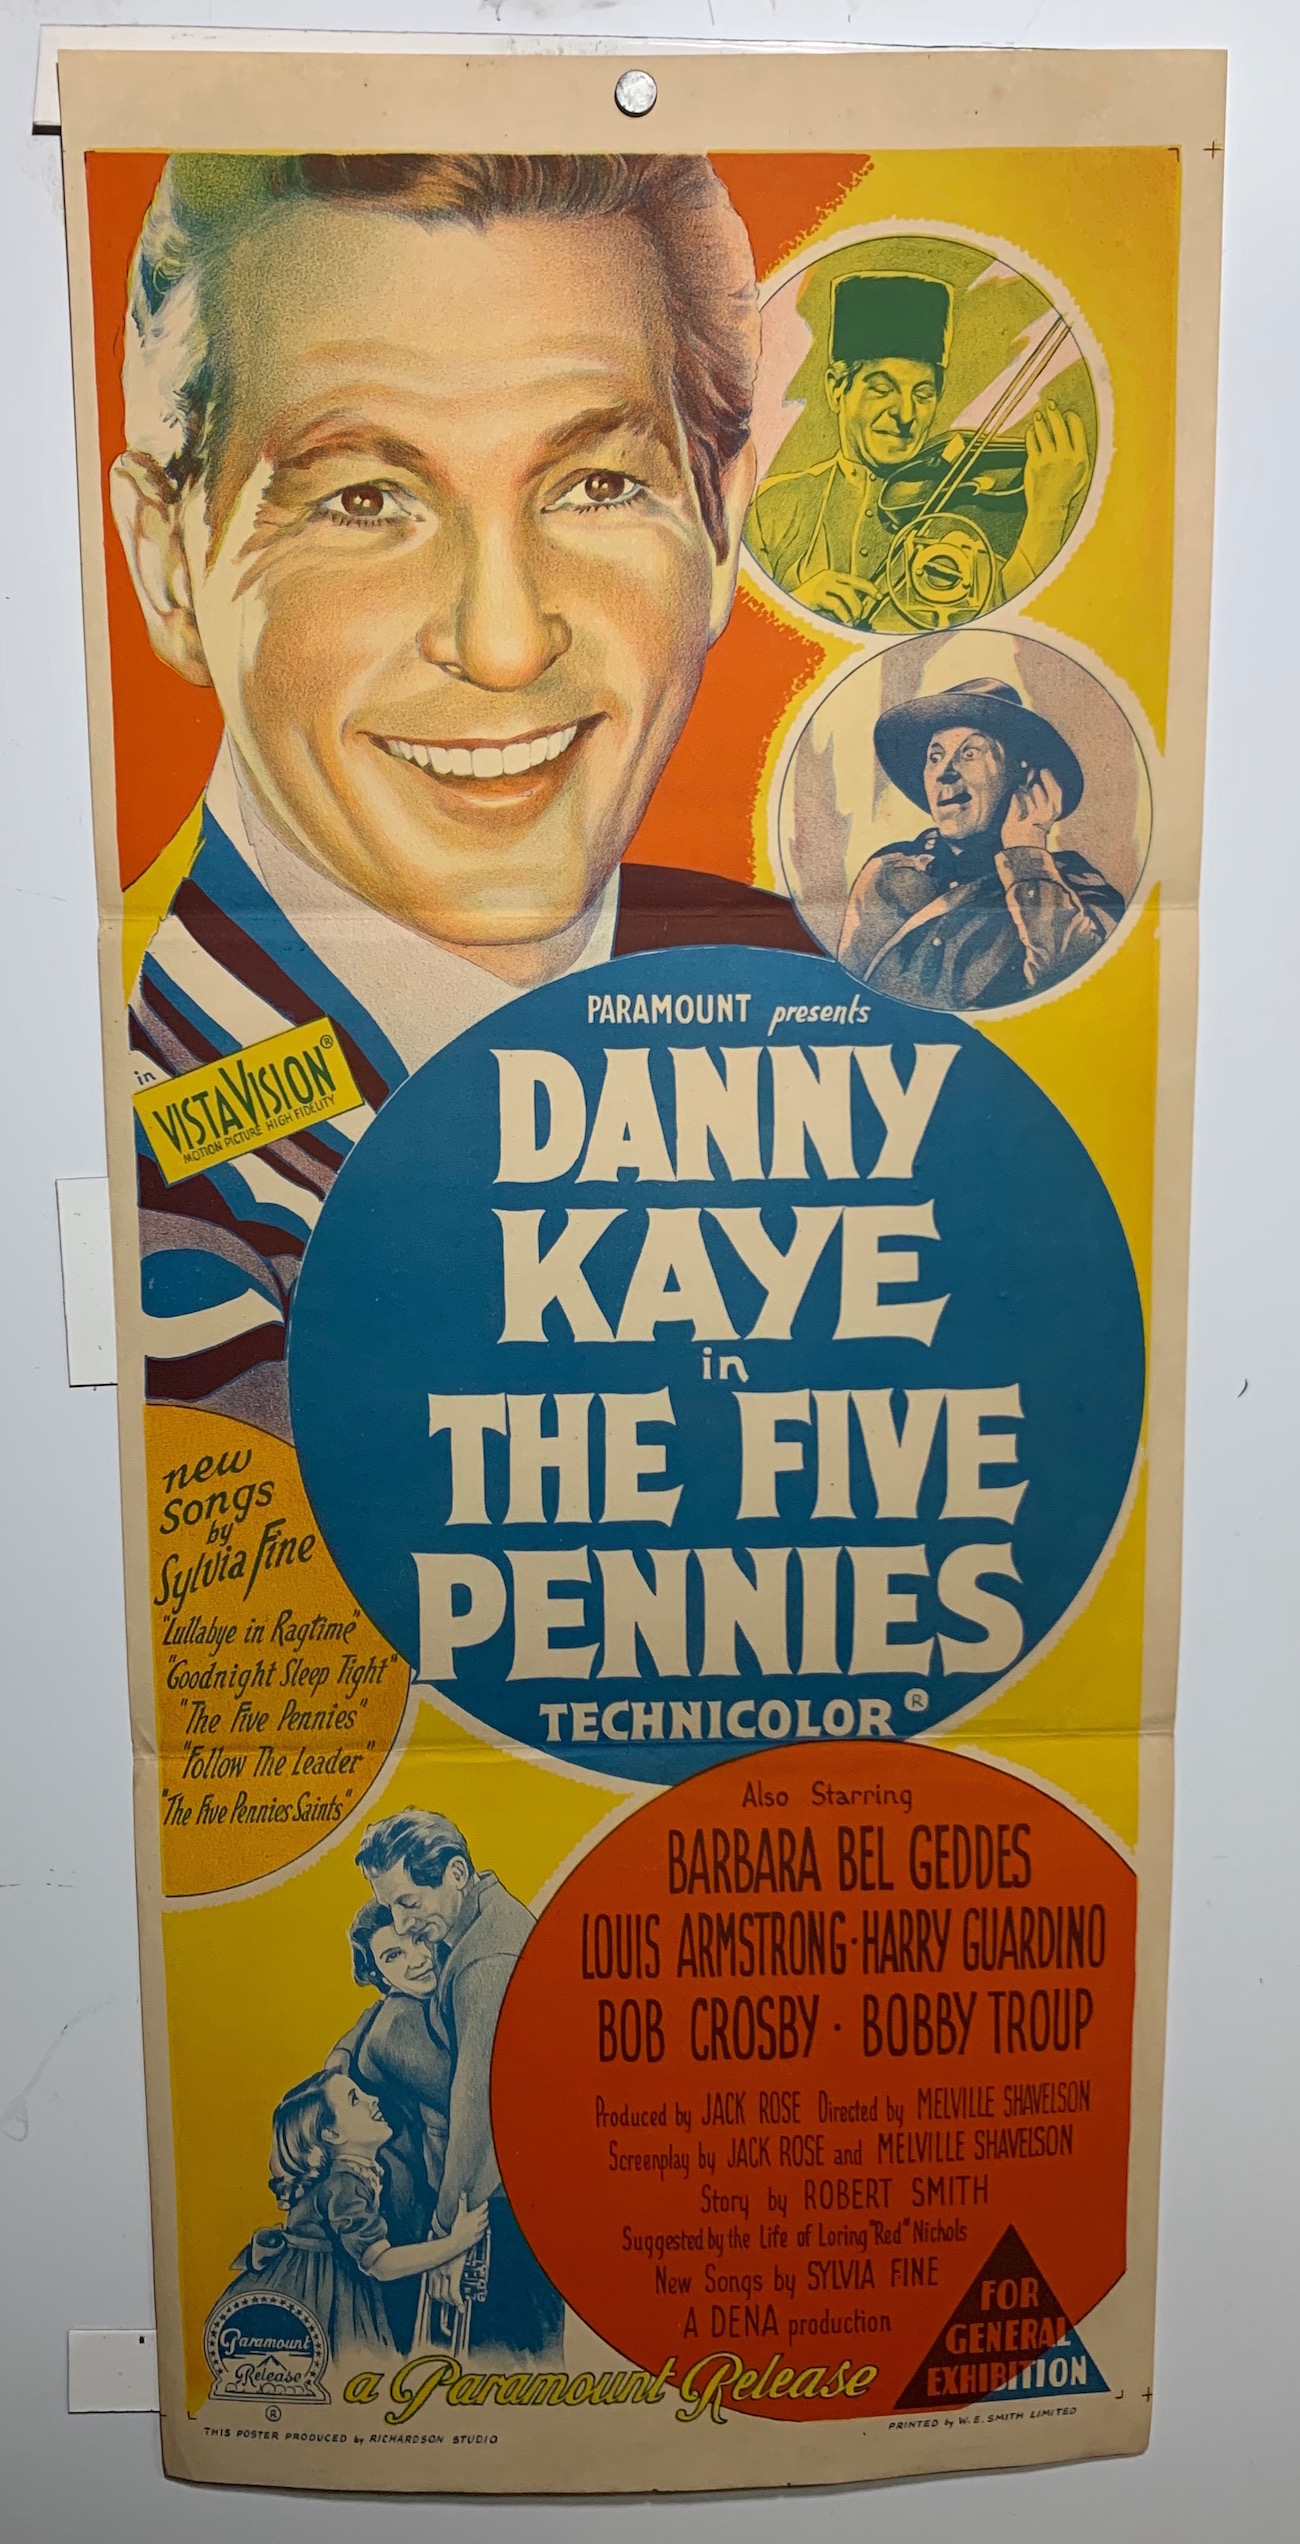 in
VISTAVISION®
MOTION PICTURE HIGH FIDELITY
PARAMOUNT presents
DANNY
KAYE
in
THE FIVE
PENNIES
TECHNICOLOR ®
new
Songs
by
Sylvia Fine
"Lullabye in Ragtime"
"Goodnight Sleep Tight"
"The Five Pennies"
"Follow The Leader"
"The Five Pennies Saints"
Also Starring
BARBARA BEL GEDDES
LOUIS ARMSTRONG · HARRY GUARDINO
BOB CROSBY · BOBBY TROUP
Produced by JACK ROSE Directed by MELVILLE SHAVELSON
Screenplay by JACK ROSE and MELVILLE SHAVELSON
Story by ROBERT SMITH
Suggested by the Life of Loring "Red" Nichols
New Songs by SYLVIA FINE
A DENA production
FOR
GENERAL
EXHIBITION
Paramount
Release
®
a Paramount Release
THIS POSTER PRODUCED by RICHARDSON STUDIO
PRINTED by W. E. SMITH LIMITED